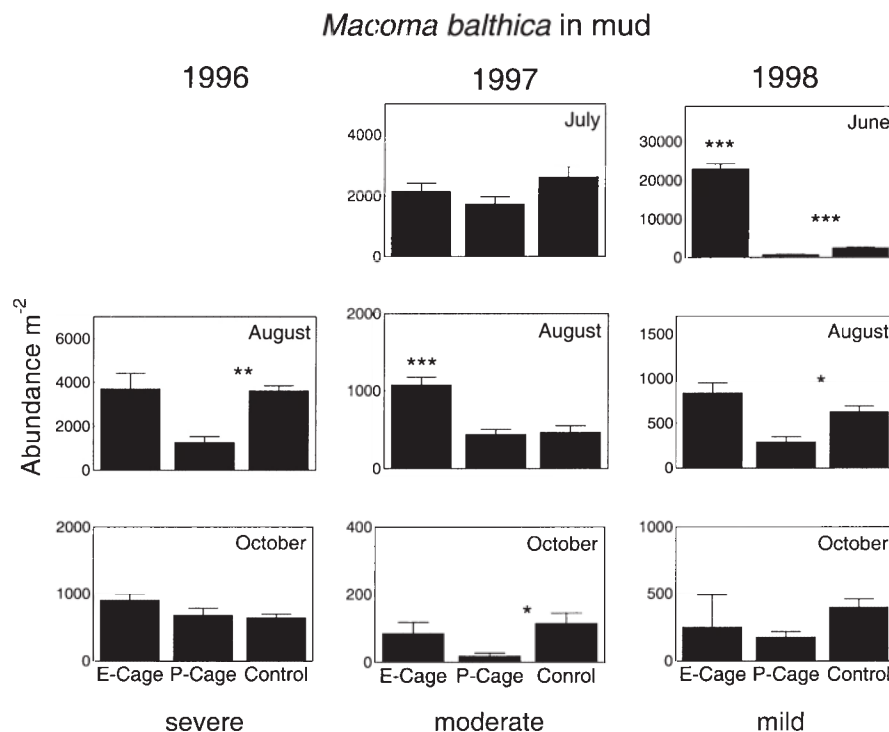 Macoma balthica in mud
1996 1997 1998
July
4000
2000
0
***
June
30000
20000
10000
0
***
Abundance m-2
August
6000
4000
2000
0
**
August
2000
1000
0
***
August
1500
1000
500
0
*
October
2000
1000
0
October
400
200
0
*
October
1000
500
0
E-Cage P-Cage Control E-Cage P-Cage Conrol E-Cage P-Cage Control
severe moderate mild